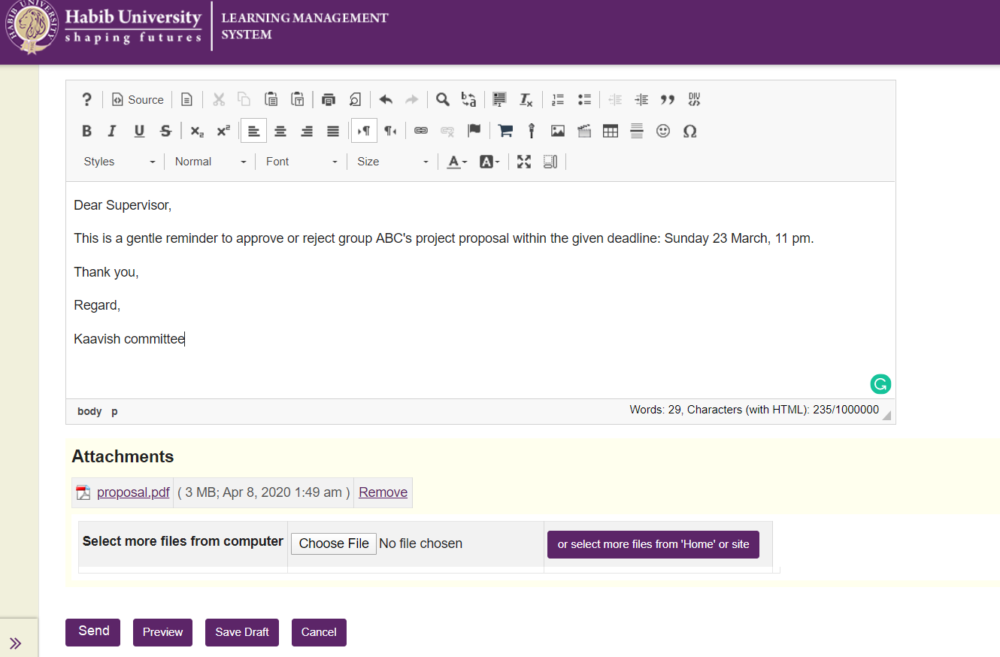 HABIB UNIVERSITY
Habib University
shaping futures
LEARNING MANAGEMENT
SYSTEM
? Source
B I U S x₂ x²
Styles Normal Font Size A A
Dear Supervisor,
This is a gentle reminder to approve or reject group ABC's project proposal within the given deadline: Sunday 23 March, 11 pm.
Thank you,
Regard,
Kaavish committee
body p Words: 29, Characters (with HTML): 235/1000000
Attachments
proposal.pdf ( 3 MB; Apr 8, 2020 1:49 am ) Remove
Select more files from computer Choose File No file chosen or select more files from 'Home' or site
Send Preview Save Draft Cancel